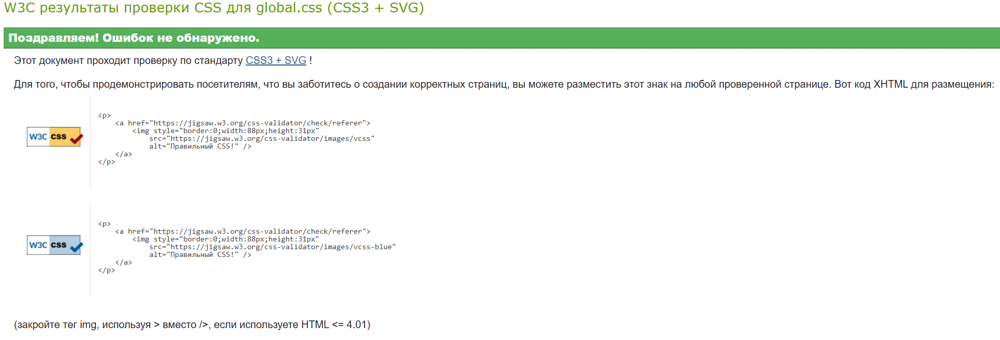 W3C результаты проверки CSS для global.css (CSS3 + SVG)
Поздравляем! Ошибок не обнаружено.
Этот документ проходит проверку по стандарту CSS3 + SVG !
Для того, чтобы продемонстрировать посетителям, что вы заботитесь о создании корректных страниц, вы можете разместить этот знак на любой проверенной странице. Вот код XHTML для размещения:
W3C css
<p>
    <a href="https://jigsaw.w3.org/css-validator/check/referer">
        <img style="border:0;width:88px;height:31px"
            src="https://jigsaw.w3.org/css-validator/images/vcss"
            alt="Правильный CSS!" />
    </a>
</p>
W3C css
<p>
    <a href="https://jigsaw.w3.org/css-validator/check/referer">
        <img style="border:0;width:88px;height:31px"
            src="https://jigsaw.w3.org/css-validator/images/vcss-blue"
            alt="Правильный CSS!" />
    </a>
</p>
(закройте тег img, используя > вместо />, если используете HTML <= 4.01)